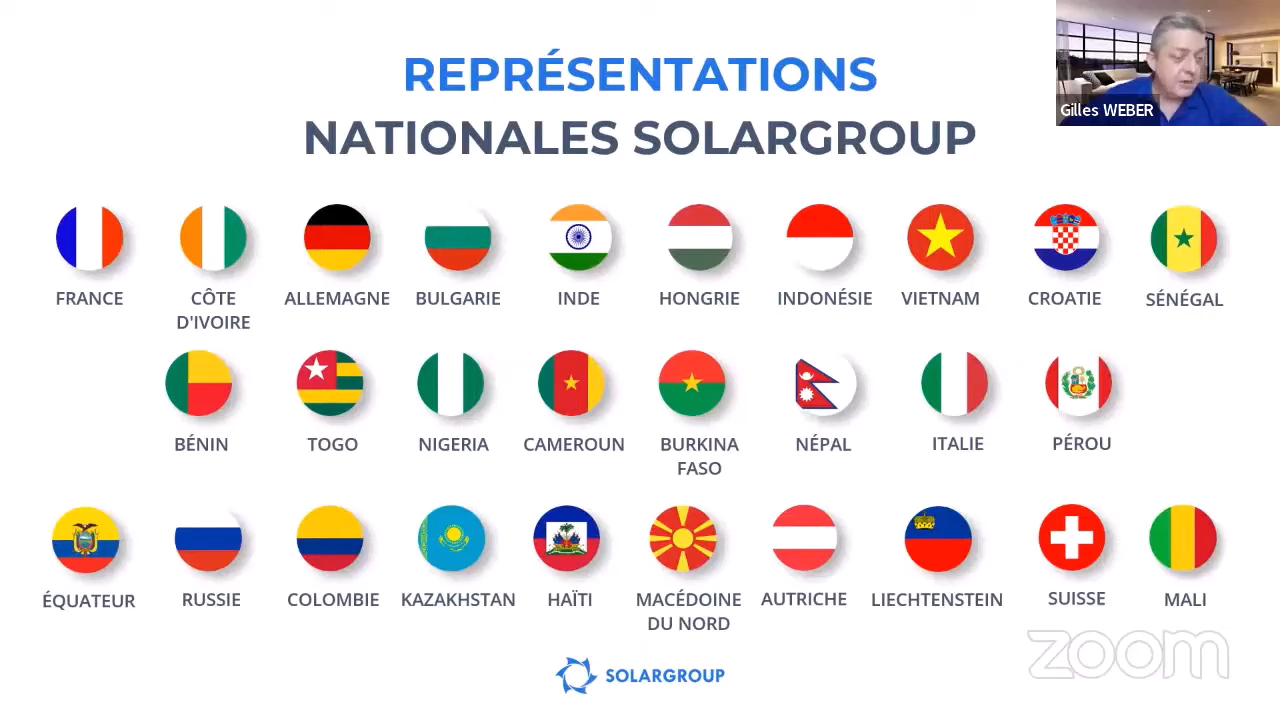 REPRÉSENTATIONS
NATIONALES SOLARGROUP
Gilles WEBER
FRANCE
CÔTE
D'IVOIRE
ALLEMAGNE
BULGARIE
INDE
HONGRIE
INDONÉSIE
VIETNAM
CROATIE
SÉNÉGAL
BÉNIN
TOGO
NIGERIA
CAMEROUN
BURKINA
FASO
NÉPAL
ITALIE
PÉROU
ÉQUATEUR
RUSSIE
COLOMBIE
KAZAKHSTAN
HAÏTI
MACÉDOINE
DU NORD
AUTRICHE
LIECHTENSTEIN
SUISSE
MALI
SOLARGROUP
zoom